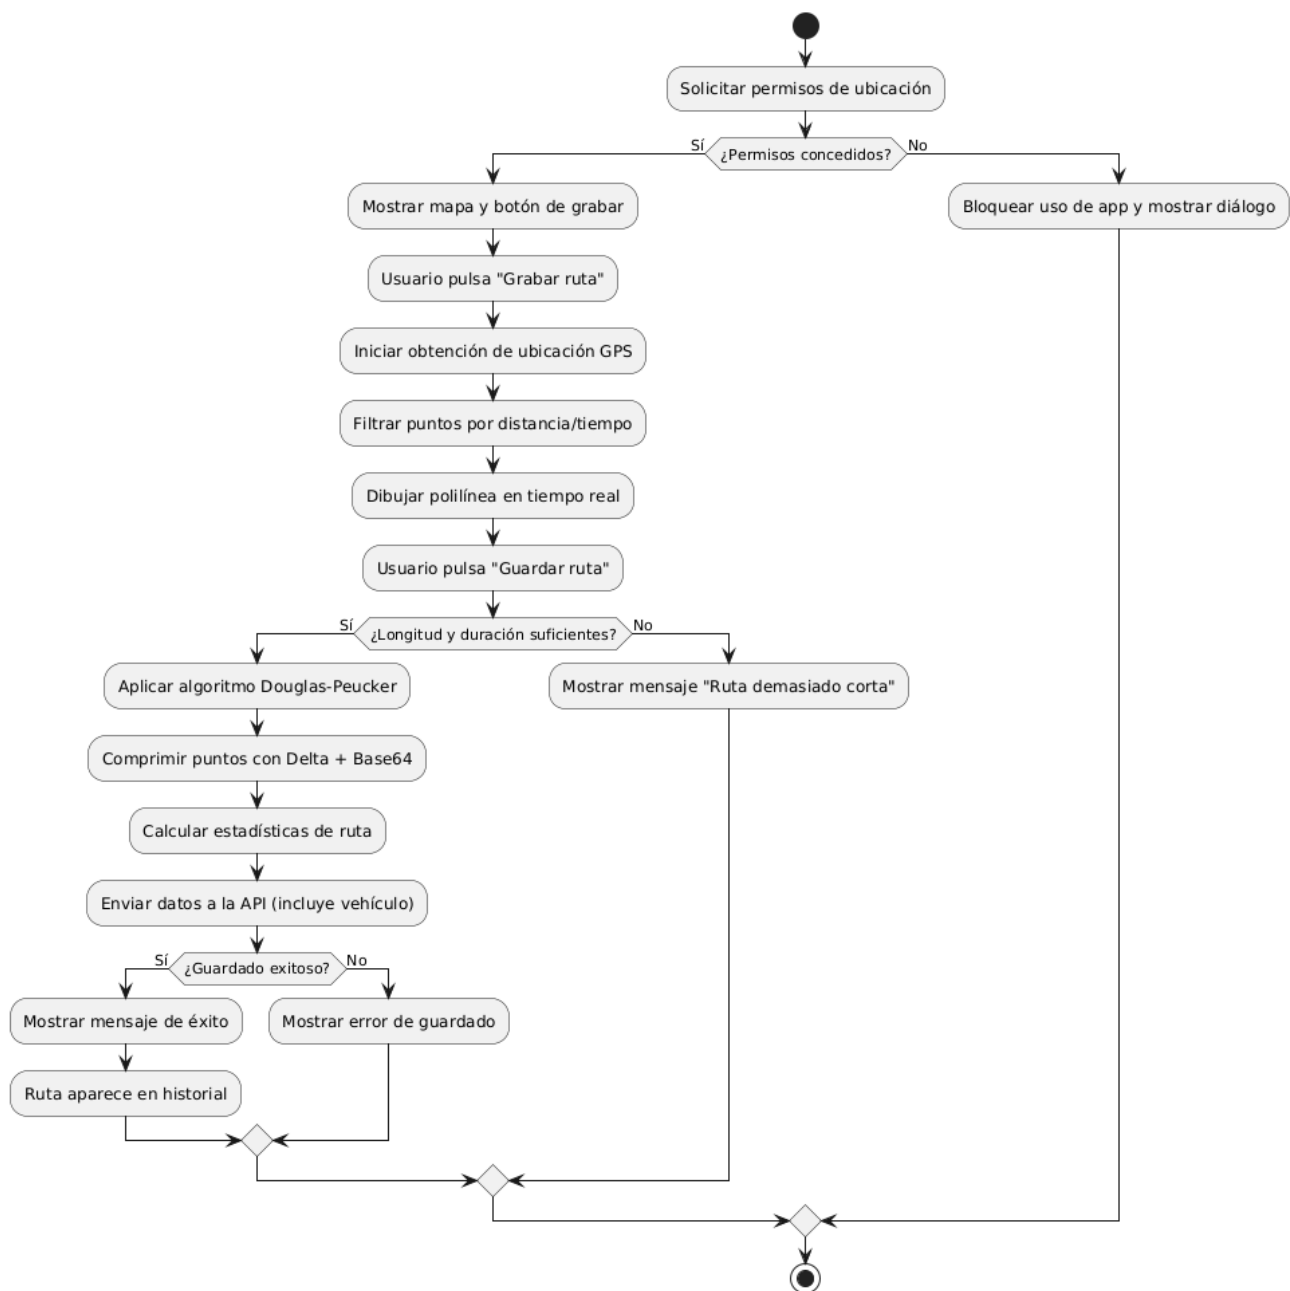 Solicitar permisos de ubicación
Sí
¿Permisos concedidos?
No
Mostrar mapa y botón de grabar
Bloquear uso de app y mostrar diálogo
Usuario pulsa "Grabar ruta"
Iniciar obtención de ubicación GPS
Filtrar puntos por distancia/tiempo
Dibujar polilínea en tiempo real
Usuario pulsa "Guardar ruta"
Sí
¿Longitud y duración suficientes?
No
Aplicar algoritmo Douglas-Peucker
Mostrar mensaje "Ruta demasiado corta"
Comprimir puntos con Delta + Base64
Calcular estadísticas de ruta
Enviar datos a la API (incluye vehículo)
Sí
¿Guardado exitoso?
No
Mostrar mensaje de éxito
Mostrar error de guardado
Ruta aparece en historial